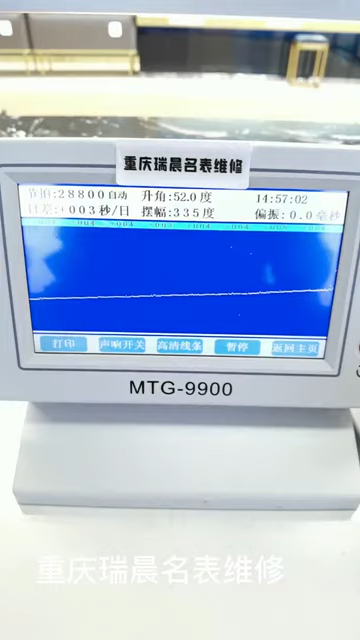 重庆瑞晨名表维修
节拍:28800自动 升角:52.0度 14:57:02
日差:+003秒/日 摆幅:335度 偏振:0.0毫秒
打印 声响开关 高清线条 暂停 返回主页
MTG-9900
重庆瑞晨名表维修